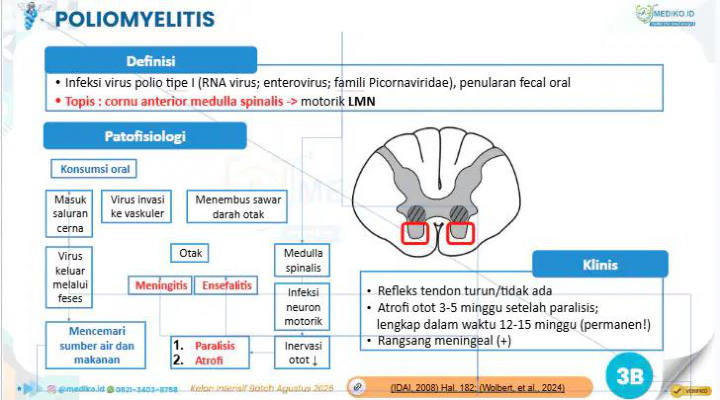 POLIOMYELITIS
MEDIKO.ID
Definisi
• Infeksi virus polio tipe I (RNA virus; enterovirus; famili Picornaviridae), penularan fecal oral
• Topis : cornu anterior medulla spinalis -> motorik LMN
Patofisiologi
Konsumsi oral
Masuk
saluran
cerna
Virus invasi
ke vaskuler
Menembus sawar
darah otak
Virus
keluar
melalui
feses
Otak
Medulla
spinalis
Meningitis
Ensefalitis
Infeksi
neuron
motorik
Mencemari
sumber air dan
makanan
1. Paralisis
2. Atrofi
Inervasi
otot ↓
Klinis
• Refleks tendon turun/tidak ada
• Atrofi otot 3-5 minggu setelah paralisis;
lengkap dalam waktu 12-15 minggu (permanen!)
• Rangsang meningeal (+)
3B
@mediko.id 0821-3403-8758 Kelan Intensif Batch Agustus 2025
(IDAI, 2008) Hal. 182; (Wolbert, et al., 2024)
VERIFIED